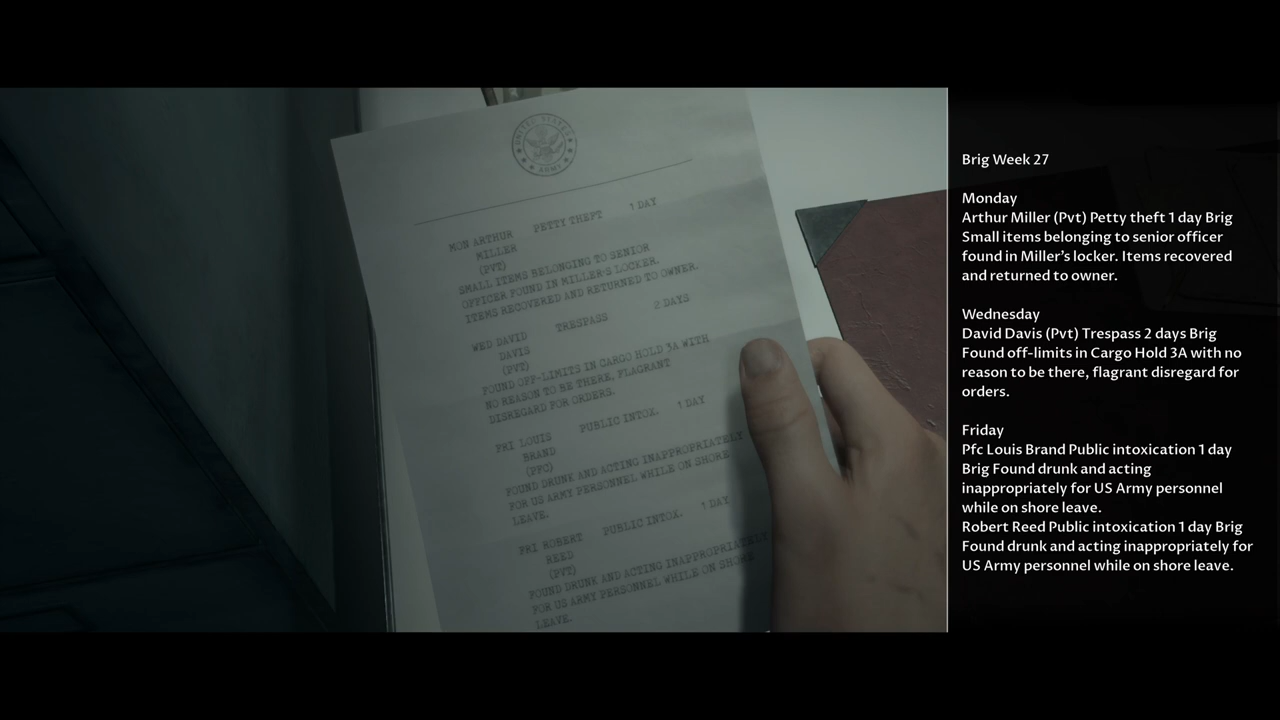 UNITED STATES
ARMY
MON ARTHUR MILLER (PVT) PETTY THEFT 1 DAY
SMALL ITEMS BELONGING TO SENIOR
OFFICER FOUND IN MILLER'S LOCKER.
ITEMS RECOVERED AND RETURNED TO OWNER.
WED DAVID DAVIS (PVT) TRESPASS 2 DAYS
FOUND OFF-LIMITS IN CARGO HOLD 3A WITH
NO REASON TO BE THERE, FLAGRANT
DISREGARD FOR ORDERS.
FRI LOUIS BRAND (PFC) PUBLIC INTOX. 1 DAY
FOUND DRUNK AND ACTING INAPPROPRIATELY
FOR US ARMY PERSONNEL WHILE ON SHORE
LEAVE.
FRI ROBERT REED (PVT) PUBLIC INTOX. 1 DAY
FOUND DRUNK AND ACTING INAPPROPRIATELY
FOR US ARMY PERSONNEL WHILE ON SHORE
LEAVE.
Brig Week 27
Monday
Arthur Miller (Pvt) Petty theft 1 day Brig
Small items belonging to senior officer
found in Miller's locker. Items recovered
and returned to owner.
Wednesday
David Davis (Pvt) Trespass 2 days Brig
Found off-limits in Cargo Hold 3A with no
reason to be there, flagrant disregard for
orders.
Friday
Pfc Louis Brand Public intoxication 1 day
Brig Found drunk and acting
inappropriately for US Army personnel
while on shore leave.
Robert Reed Public intoxication 1 day Brig
Found drunk and acting inappropriately for
US Army personnel while on shore leave.